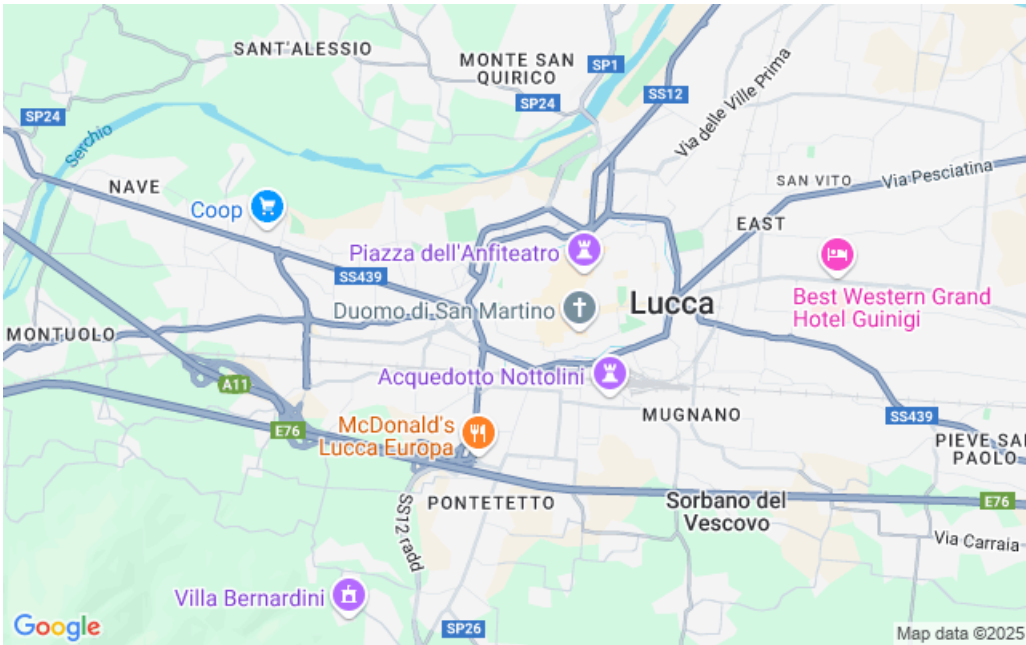 SANT'ALESSIO
MONTE SAN
QUIRICO
SP1
SP24
SS12
SP24
Serchio
Via delle Ville Prima
NAVE
SAN VITO
Via Pesciatina
Coop
EAST
Piazza dell'Anfiteatro
SS439
Duomo di San Martino
Lucca
Best Western Grand
Hotel Guinigi
MONTUOLO
A11
Acquedotto Nottolini
MUGNANO
SS439
E76
McDonald's
Lucca Europa
PIEVE SAN
PAOLO
PONTETETTO
Sorbano del
Vescovo
E76
SS12 radd
Via Carraia
Villa Bernardini
SP26
Google
Map data ©2025